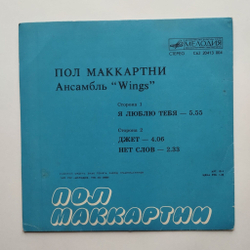 МЕЛОДИЯ
ПОЛ МАККАРТНИ
Ансамбль "Wings"
Сторона 1
Я ЛЮБЛЮ ТЕБЯ — 5.55
Сторона 2
ДЖЕТ — 4.06
НЕТ СЛОВ — 2.33
ПОЛ
МАККАРТНИ